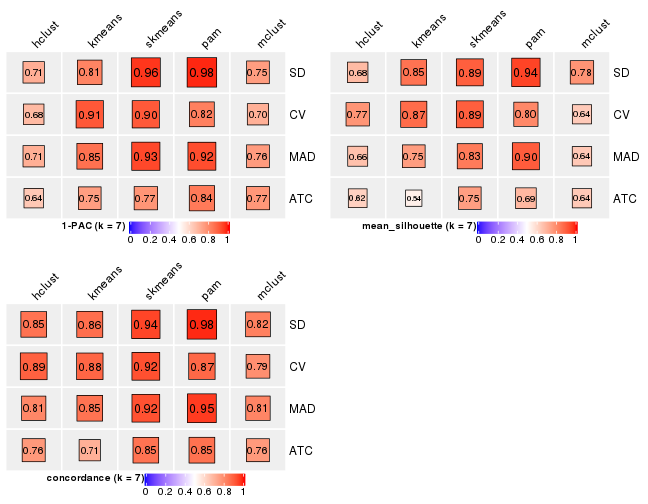 hclust kmeans skmeans pam mclust
0.71 0.81 0.96 0.98 0.75 SD
0.68 0.91 0.90 0.82 0.70 CV
0.71 0.85 0.93 0.92 0.76 MAD
0.64 0.75 0.77 0.84 0.77 ATC
1-PAC (k = 7)
0 0.2 0.4 0.6 0.8 1
hclust kmeans skmeans pam mclust
0.68 0.85 0.89 0.94 0.78 SD
0.77 0.87 0.89 0.80 0.64 CV
0.66 0.75 0.83 0.90 0.64 MAD
0.62 0.54 0.75 0.69 0.64 ATC
mean_silhouette (k = 7)
0 0.2 0.4 0.6 0.8 1
hclust kmeans skmeans pam mclust
0.85 0.86 0.94 0.98 0.82 SD
0.89 0.88 0.92 0.87 0.79 CV
0.81 0.85 0.92 0.95 0.81 MAD
0.76 0.71 0.85 0.85 0.76 ATC
concordance (k = 7)
0 0.2 0.4 0.6 0.8 1